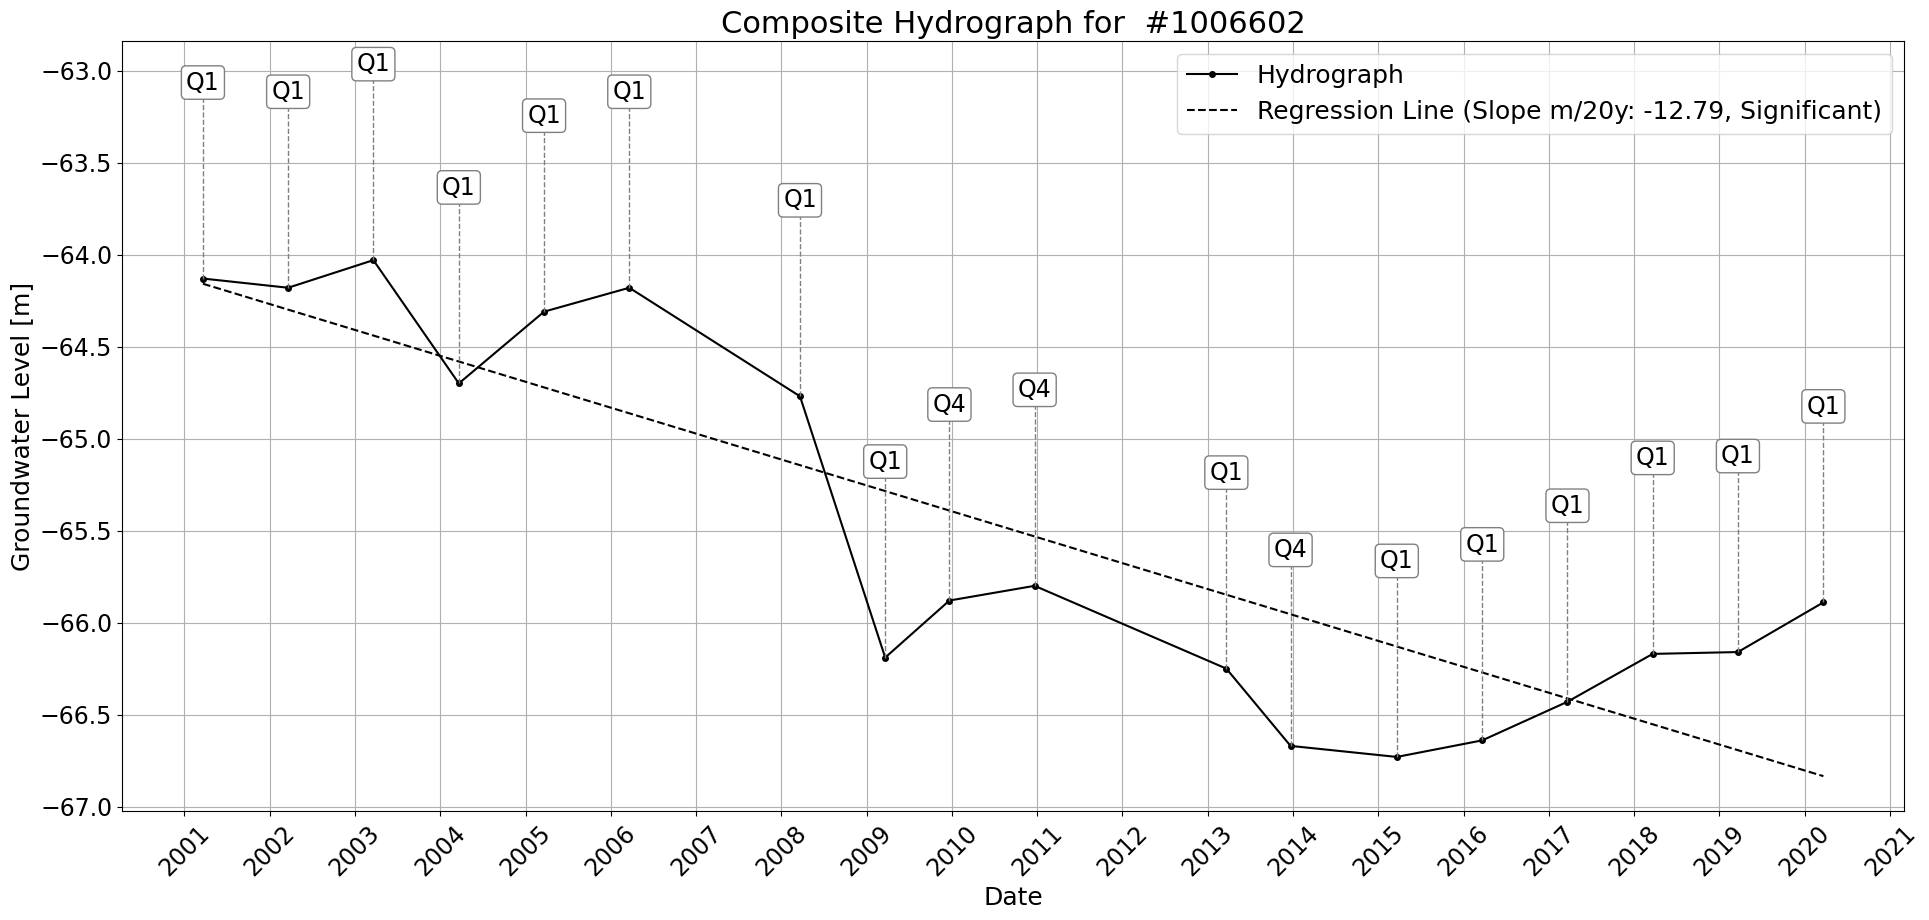 Composite Hydrograph for  #1006602
Hydrograph
Regression Line (Slope m/20y: -12.79, Significant)
Q1
Q1
Q1
Q1
Q1
Q1
Q1
Q1
Q4
Q4
Q1
Q4
Q1
Q1
Q1
Q1
Q1
Q1
Groundwater Level [m]
−63.0
−63.5
−64.0
−64.5
−65.0
−65.5
−66.0
−66.5
−67.0
2001
2002
2003
2004
2005
2006
2007
2008
2009
2010
2011
2012
2013
2014
2015
2016
2017
2018
2019
2020
2021
Date